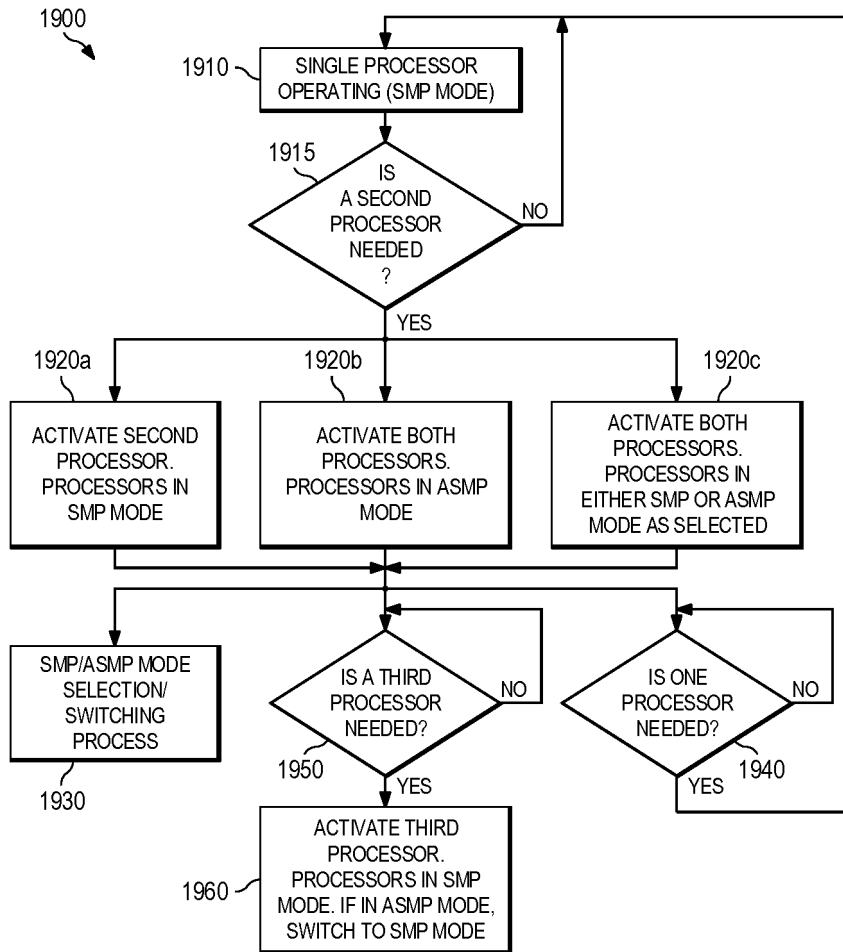 1900
1910
SINGLE PROCESSOR
OPERATING (SMP MODE)
1915
IS
A SECOND
PROCESSOR
NEEDED
?
NO
YES
1920a
ACTIVATE SECOND
PROCESSOR.
PROCESSORS IN
SMP MODE
1920b
ACTIVATE BOTH
PROCESSORS.
PROCESSORS IN ASMP
MODE
1920c
ACTIVATE BOTH
PROCESSORS.
PROCESSORS IN
EITHER SMP OR ASMP
MODE AS SELECTED
SMP/ASMP MODE
SELECTION/
SWITCHING
PROCESS
1930
IS A THIRD
PROCESSOR
NEEDED?
NO
1950
YES
IS ONE
PROCESSOR
NEEDED?
NO
1940
YES
1960
ACTIVATE THIRD
PROCESSOR.
PROCESSORS IN SMP
MODE. IF IN ASMP MODE,
SWITCH TO SMP MODE